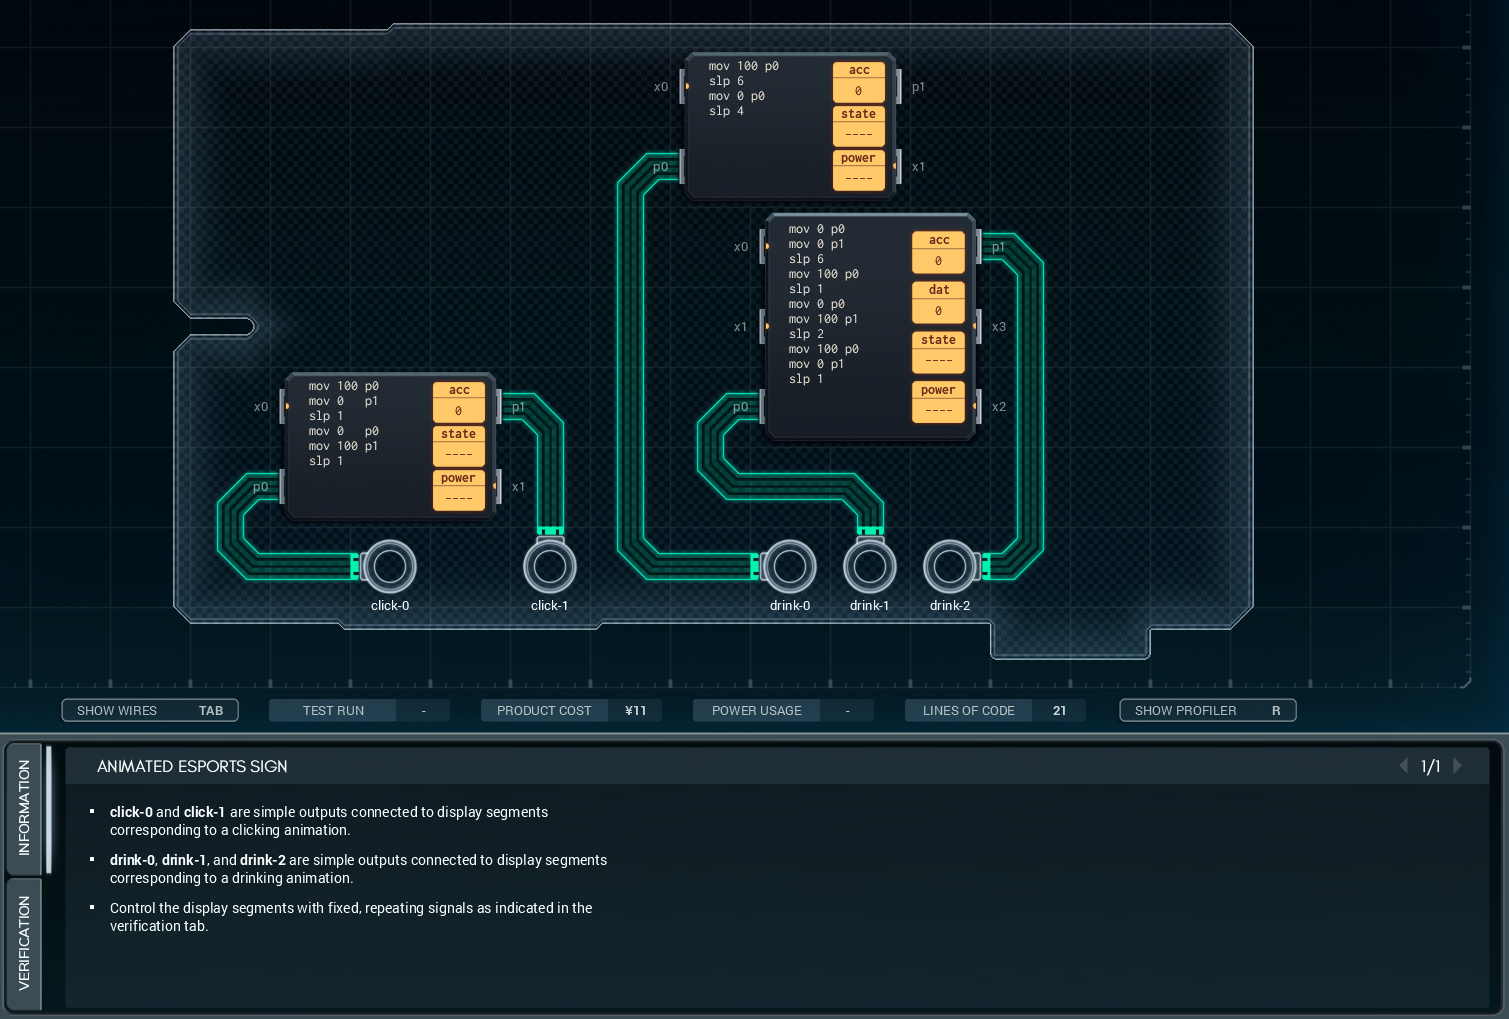 mov 100 p0
slp 6
mov 0 p0
slp 4
acc
0
state
----
power
----
x0
p1
p0
x1
mov 0 p0
mov 0 p1
slp 6
mov 100 p0
slp 1
mov 0 p0
mov 100 p1
slp 2
mov 100 p0
mov 0 p1
slp 1
acc
0
dat
0
state
----
power
----
x0
p1
x1
x3
p0
x2
mov 100 p0
mov 0   p1
slp 1
mov 0   p0
mov 100 p1
slp 1
acc
0
state
----
power
----
x0
p1
p0
x1
click-0
click-1
drink-0
drink-1
drink-2
SHOW WIRES TAB
TEST RUN -
PRODUCT COST ¥11
POWER USAGE -
LINES OF CODE 21
SHOW PROFILER R
INFORMATION
VERIFICATION
ANIMATED ESPORTS SIGN
1/1
click-0 and click-1 are simple outputs connected to display segments
corresponding to a clicking animation.
drink-0, drink-1, and drink-2 are simple outputs connected to display segments
corresponding to a drinking animation.
Control the display segments with fixed, repeating signals as indicated in the
verification tab.